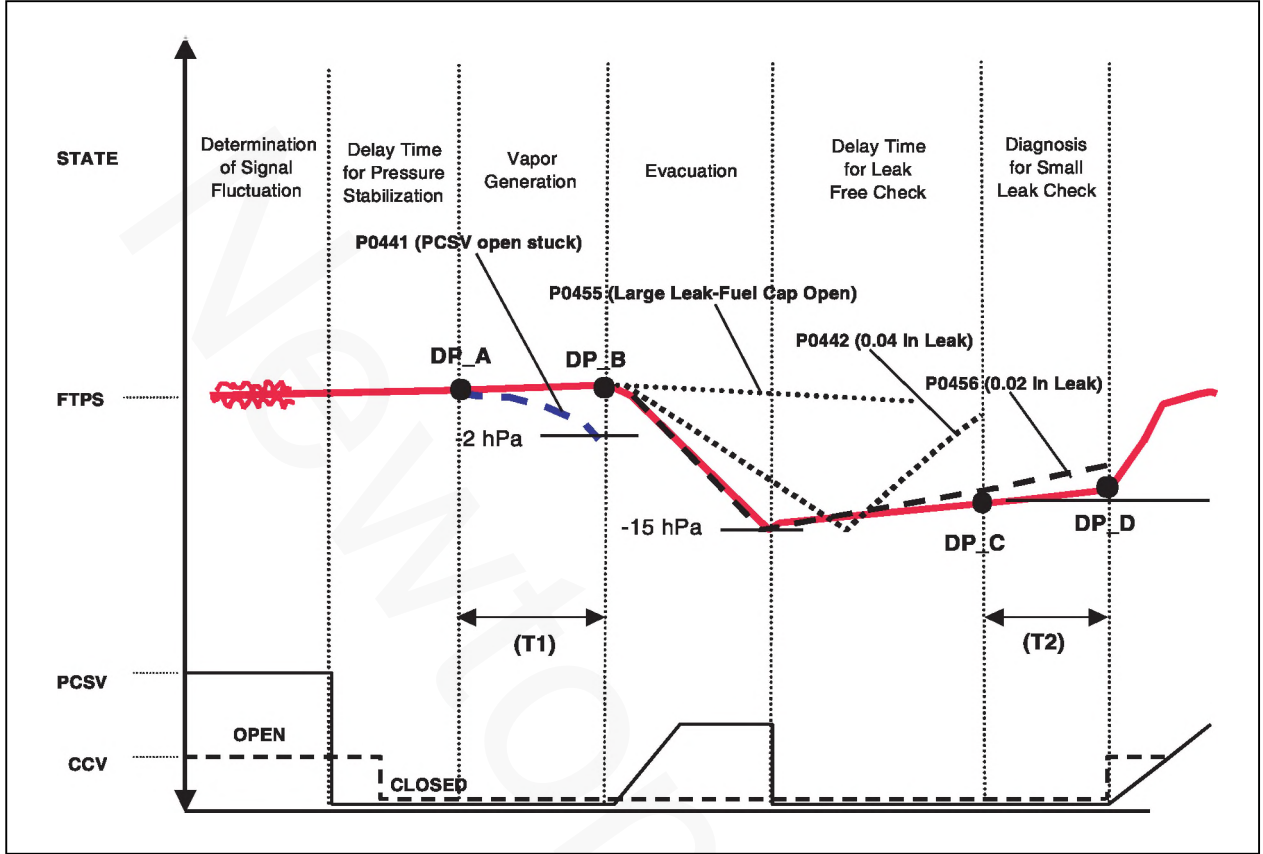 STATE
Determination
of Signal
Fluctuation
Delay Time
for Pressure
Stabilization
Vapor
Generation
Evacuation
Delay Time
for Leak
Free Check
Diagnosis
for Small
Leak Check
P0441 (PCSV open stuck)
P0455 (Large Leak-Fuel Cap Open)
P0442 (0.04 In Leak)
P0456 (0.02 In Leak)
DP_A
DP_B
FTPS
-2 hPa
-15 hPa
DP_C
DP_D
(T1)
(T2)
PCSV
OPEN
CCV
CLOSED
Newton